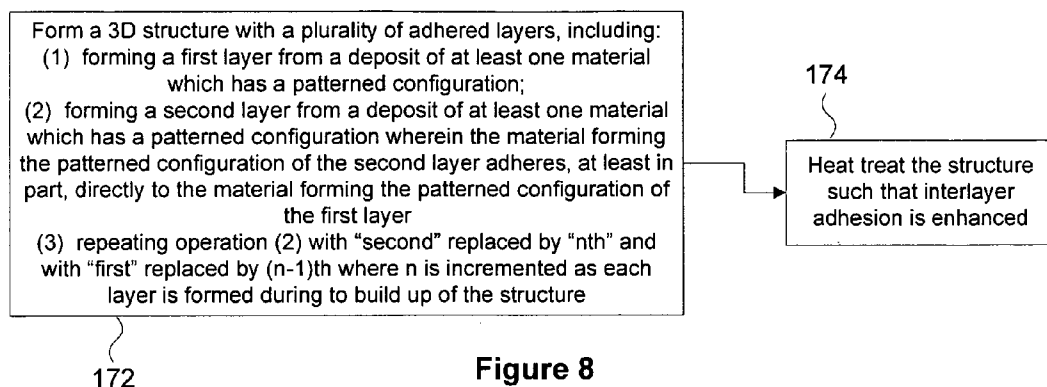 Form a 3D structure with a plurality of adhered layers, including:
(1) forming a first layer from a deposit of at least one material
which has a patterned configuration;
(2) forming a second layer from a deposit of at least one material
which has a patterned configuration wherein the material forming
the patterned configuration of the second layer adheres, at least in
part, directly to the material forming the patterned configuration of
the first layer
(3) repeating operation (2) with "second" replaced by "nth" and
with "first" replaced by (n-1)th where n is incremented as each
layer is formed during to build up of the structure
172
174
Heat treat the structure
such that interlayer
adhesion is enhanced
Figure 8